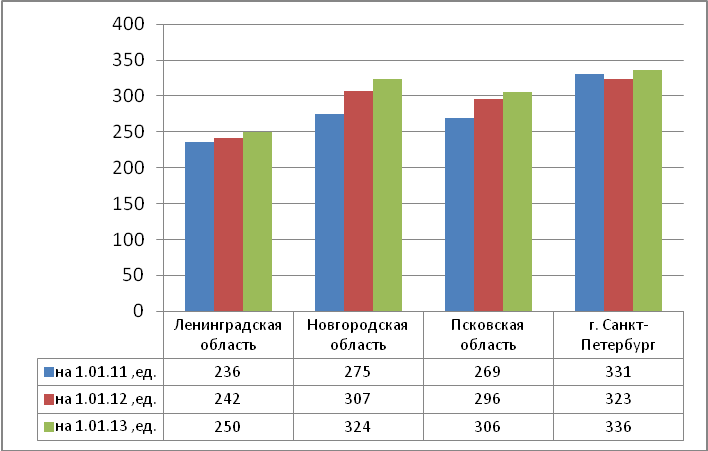 400
350
300
250
200
150
100
50
0
Ленинградская область
Новгородская область
Псковская область
г. Санкт-Петербург
на 1.01.11 ,ед. 236 275 269 331
на 1.01.12 ,ед. 242 307 296 323
на 1.01.13 ,ед. 250 324 306 336